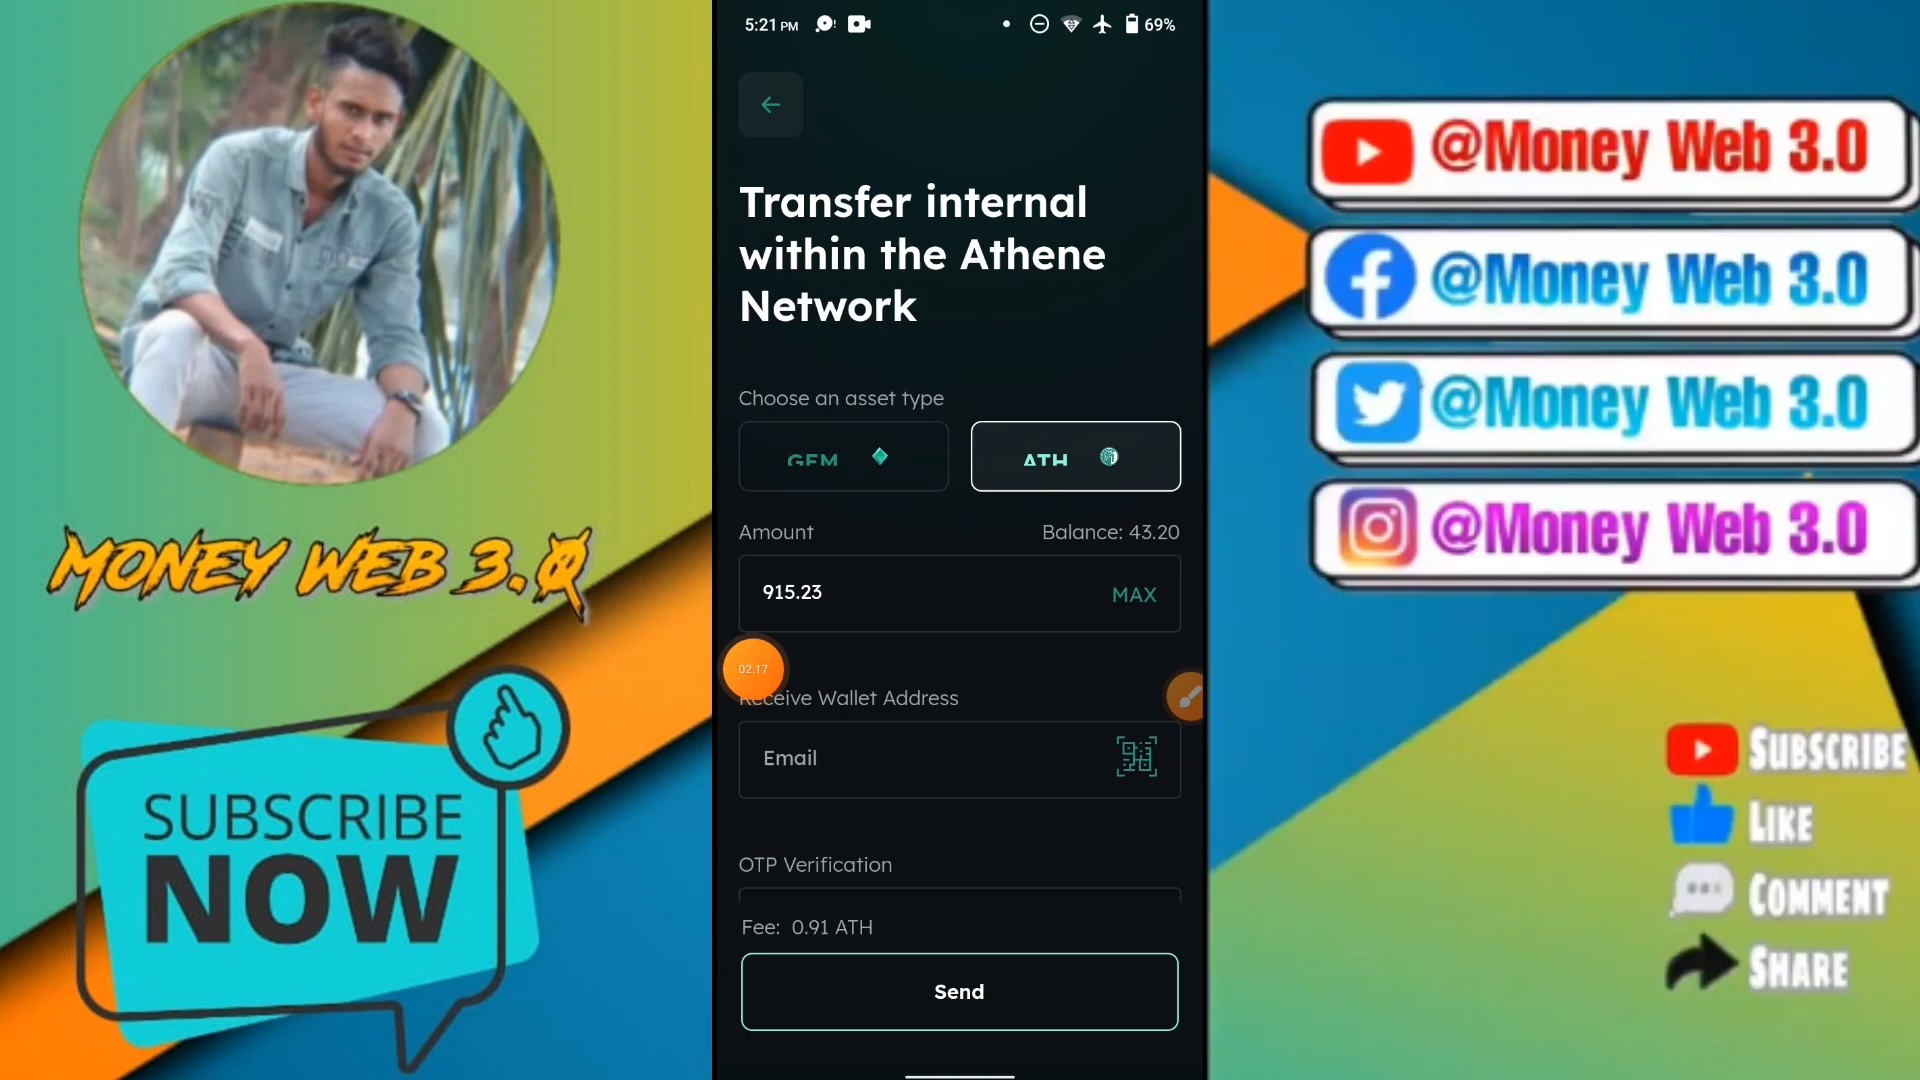 MONEY WEB 3.0
SUBSCRIBE
NOW
5:21 PM
69%
Transfer internal
within the Athene
Network
Choose an asset type
GEM
ATH
Amount
Balance: 43.20
915.23
MAX
02:17
Receive Wallet Address
Email
OTP Verification
Fee: 0.91 ATH
Send
@Money Web 3.0
@Money Web 3.0
@Money Web 3.0
@Money Web 3.0
SUBSCRIBE
LIKE
COMMENT
SHARE